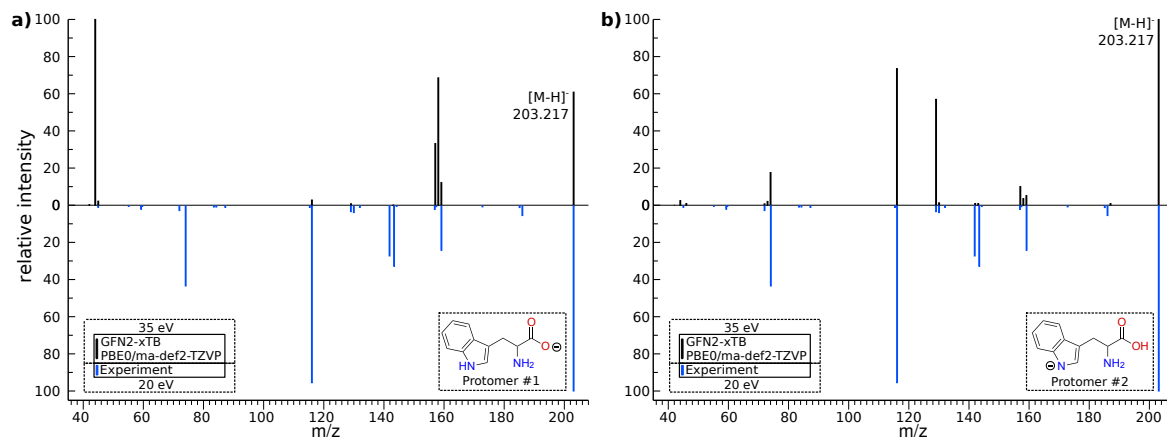 a)
relative intensity
100
80
60
40
20
0
0
20
40
60
80
100
[M-H]-
203.217
35 eV
GFN2-xTB
PBE0/ma-def2-TZVP
Experiment
20 eV
O
O ⊖
HN
NH2
Protomer #1
40 60 80 100 120 140 160 180 200
m/z
b)
100
80
60
40
20
0
0
20
40
60
80
100
[M-H]-
203.217
35 eV
GFN2-xTB
PBE0/ma-def2-TZVP
Experiment
20 eV
O
OH
N
⊖
NH2
Protomer #2
40 60 80 100 120 140 160 180 200
m/z